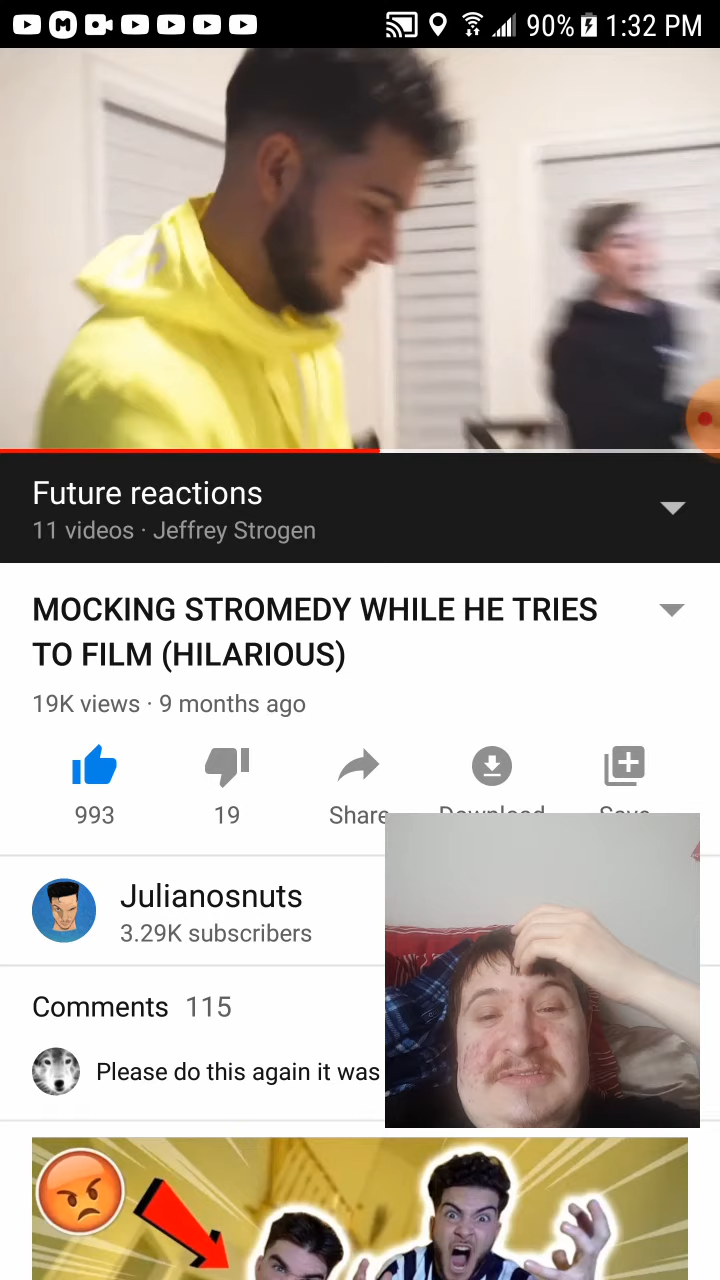 90% 1:32 PM
Future reactions
11 videos · Jeffrey Strogen
MOCKING STROMEDY WHILE HE TRIES
TO FILM (HILARIOUS)
19K views · 9 months ago
993 19 Share Download Save
Julianosnuts
3.29K subscribers
Comments 115
Please do this again it was